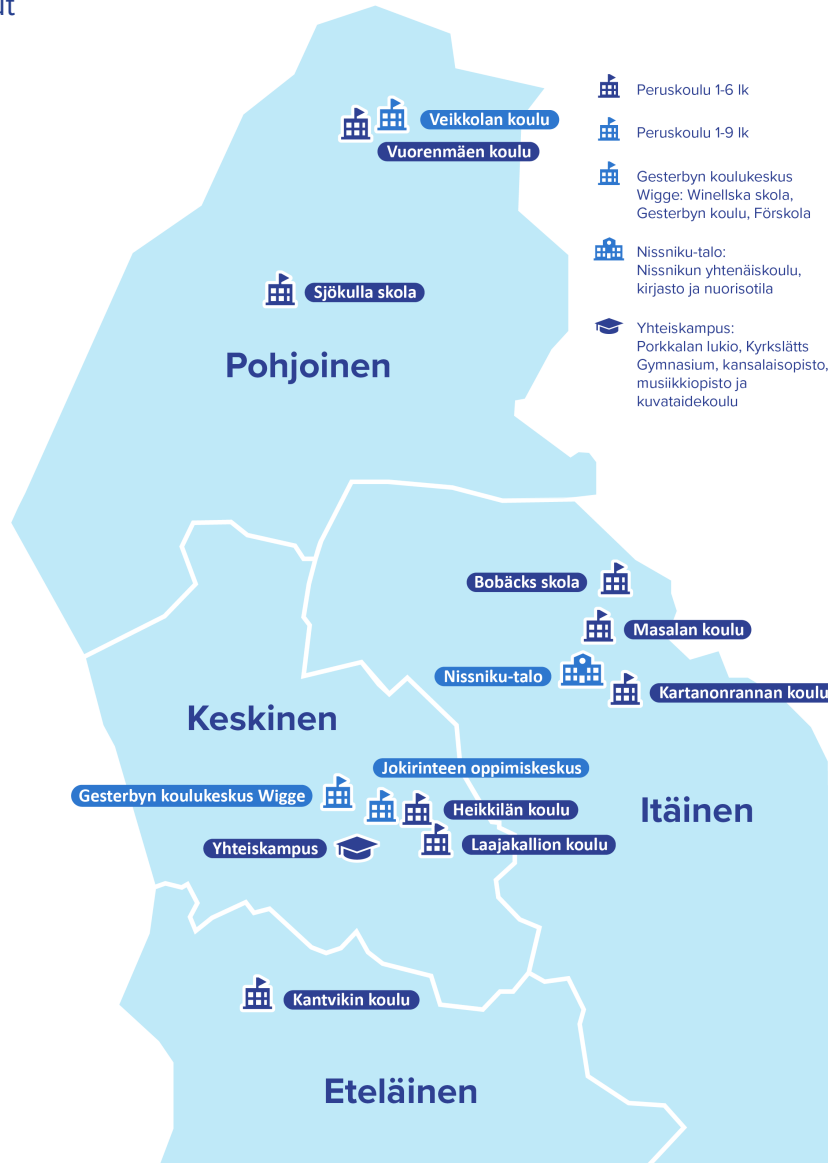 ut
Veikkolan koulu
Vuorenmäen koulu
Sjökulla skola
Pohjoinen
Peruskoulu 1-6 lk
Peruskoulu 1-9 lk
Gesterbyn koulukeskus
Wigge: Winellska skola,
Gesterbyn koulu, Förskola
Nissniku-talo:
Nissnikun yhtenäiskoulu,
kirjasto ja nuorisotila
Yhteiskampus:
Porkkalan lukio, Kyrkslätts
Gymnasium, kansalaisopisto,
musiikkiopisto ja
kuvataidekoulu
Bobäcks skola
Masalan koulu
Nissniku-talo
Kartanonrannan koulu
Keskinen
Jokirinteen oppimiskeskus
Gesterbyn koulukeskus Wigge
Heikkilän koulu
Itäinen
Yhteiskampus
Laajakallion koulu
Kantvikin koulu
Eteläinen